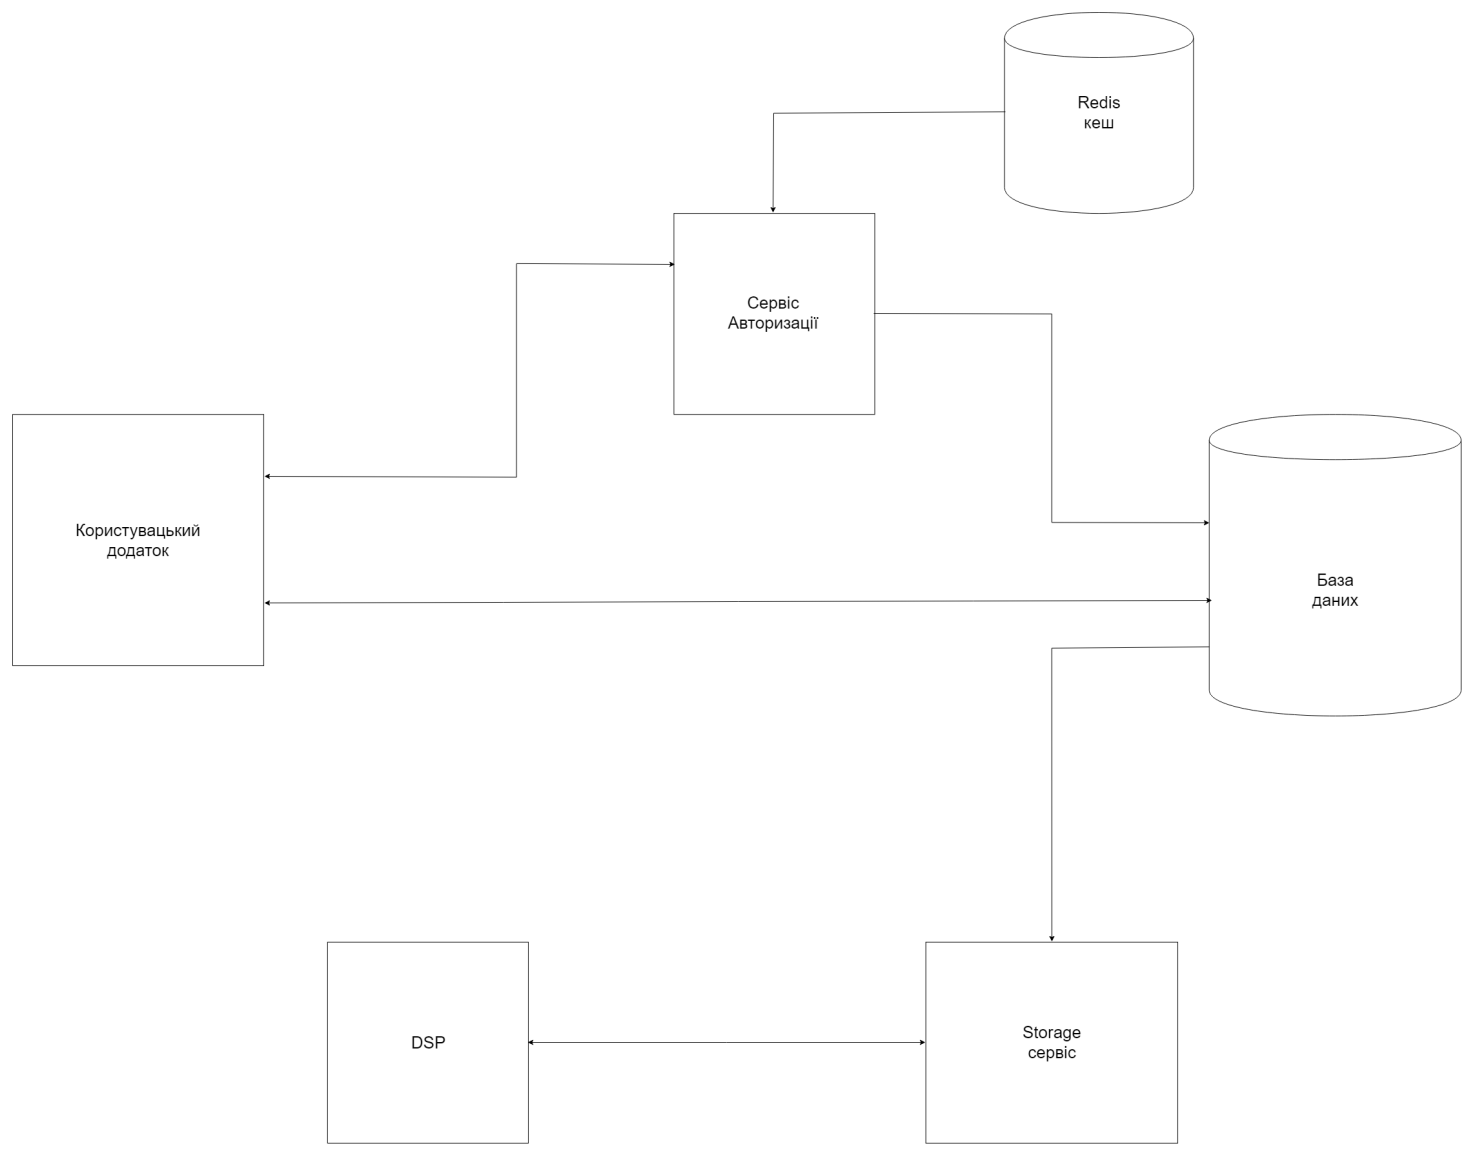 Redis
кеш
Сервіс
Авторизації
Користувацький
додаток
База
даних
DSP
Storage
сервіс